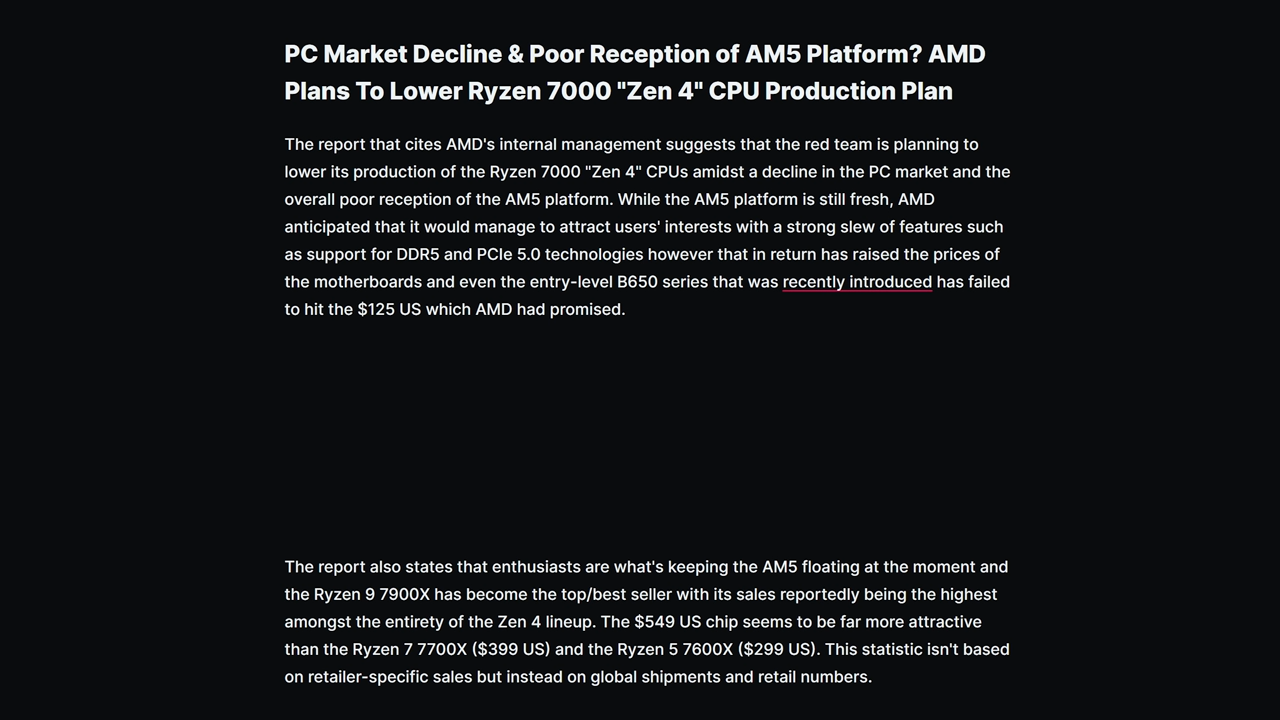 PC Market Decline & Poor Reception of AM5 Platform? AMD
Plans To Lower Ryzen 7000 "Zen 4" CPU Production Plan
The report that cites AMD's internal management suggests that the red team is planning to
lower its production of the Ryzen 7000 "Zen 4" CPUs amidst a decline in the PC market and the
overall poor reception of the AM5 platform. While the AM5 platform is still fresh, AMD
anticipated that it would manage to attract users' interests with a strong slew of features such
as support for DDR5 and PCIe 5.0 technologies however that in return has raised the prices of
the motherboards and even the entry-level B650 series that was recently introduced has failed
to hit the $125 US which AMD had promised.
The report also states that enthusiasts are what's keeping the AM5 floating at the moment and
the Ryzen 9 7900X has become the top/best seller with its sales reportedly being the highest
amongst the entirety of the Zen 4 lineup. The $549 US chip seems to be far more attractive
than the Ryzen 7 7700X ($399 US) and the Ryzen 5 7600X ($299 US). This statistic isn't based
on retailer-specific sales but instead on global shipments and retail numbers.